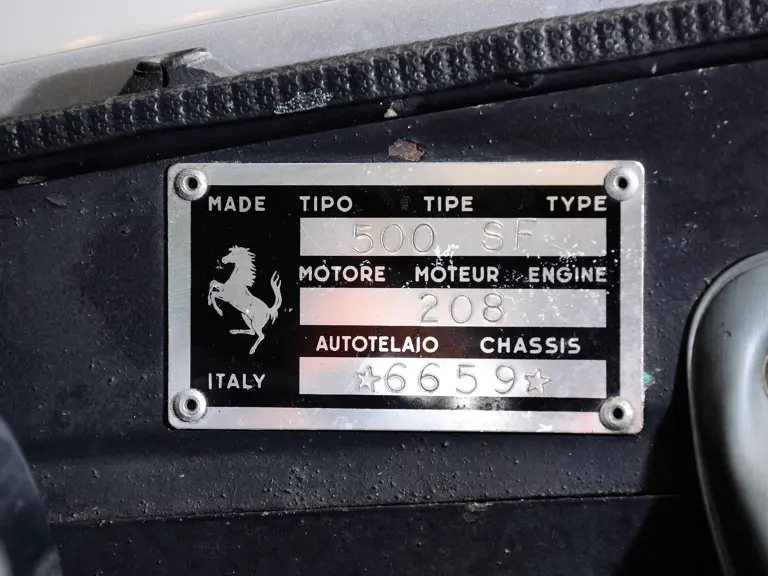 MADE TIPO TIPE TYPE
500 SF
MOTORE MOTEUR ENGINE
208
AUTOTELAIO CHASSIS
ITALY ☆6659☆